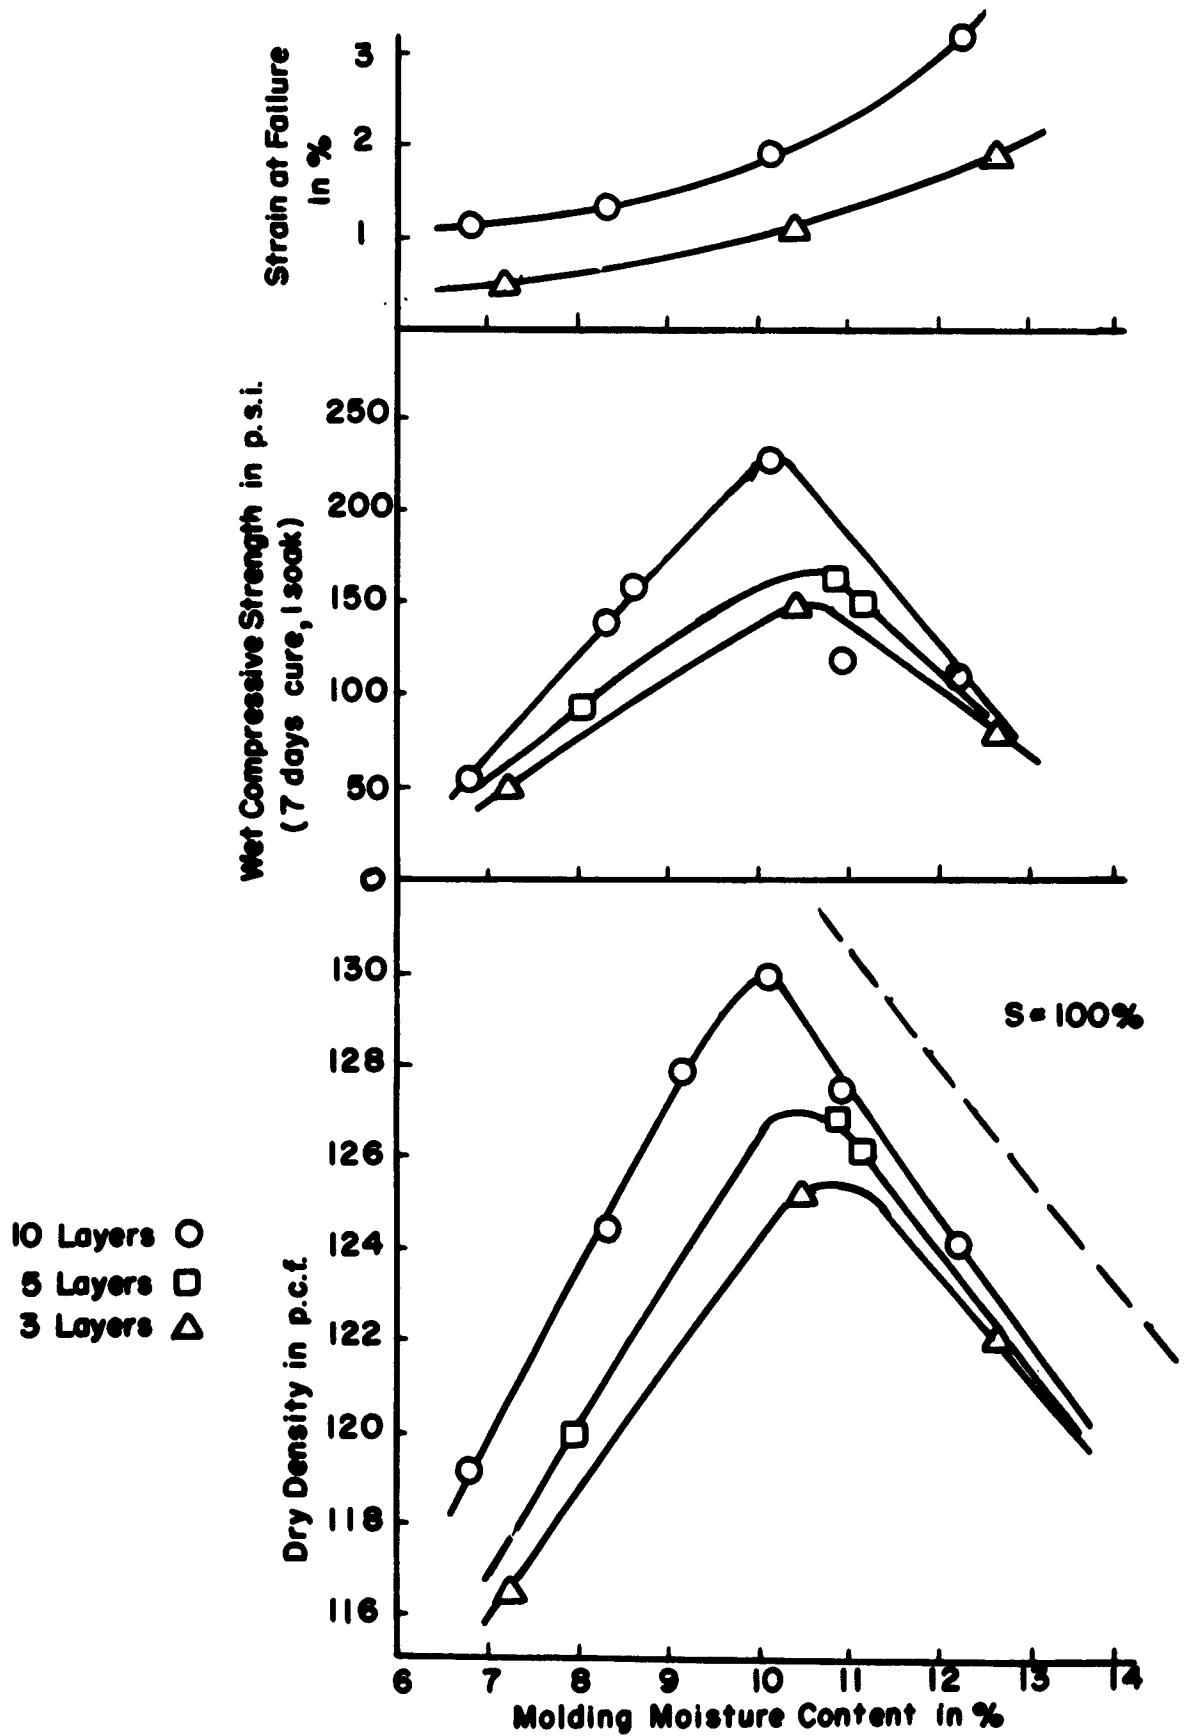 Strain at Failure
in %
3
2
1
Wet Compressive Strength in p.s.i.
(7 days cure, 1 soak)
250
200
150
100
50
0
S = 100%
10 Layers
5 Layers
3 Layers
Dry Density in p.c.f.
130
128
126
124
122
120
118
116
6 7 8 9 10 11 12 13 14
Molding Moisture Content in %